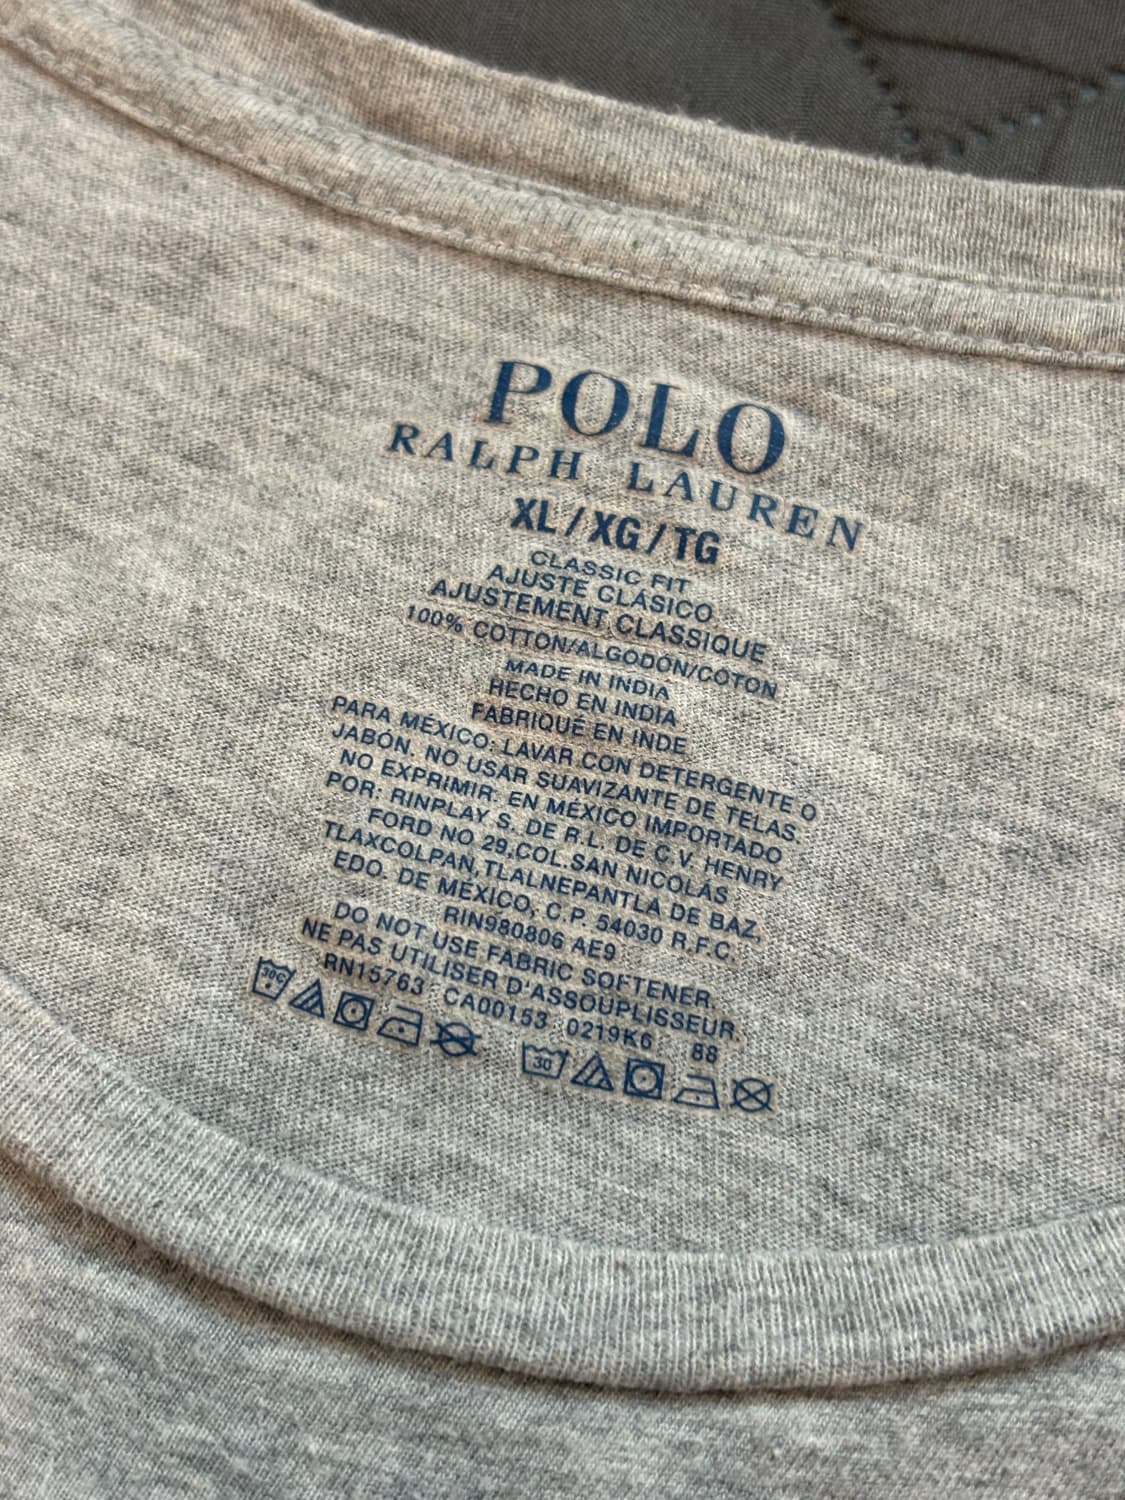 POLO
RALPH LAUREN
XL/XG/TG
CLASSIC FIT
AJUSTE CLÁSICO
AJUSTEMENT CLASSIQUE
100% COTTON/ALGODÓN/COTON
MADE IN INDIA
HECHO EN INDIA
FABRIQUÉ EN INDE
PARA MÉXICO: LAVAR CON DETERGENTE O
JABÓN. NO USAR SUAVIZANTE DE TELAS.
NO EXPRIMIR. EN MÉXICO IMPORTADO
POR: RINPLAY S. DE R.L. DE C.V. HENRY
FORD NO 29,COL.SAN NICOLÁS
TLAXCOLPAN,TLALNEPANTLA DE BAZ,
EDO. DE MÉXICO, C.P. 54030 R.F.C.
RIN980806 AE9
DO NOT USE FABRIC SOFTENER.
NE PAS UTILISER D'ASSOUPLISSEUR.
RN15763 CA00153 0219K6 88
30C 30